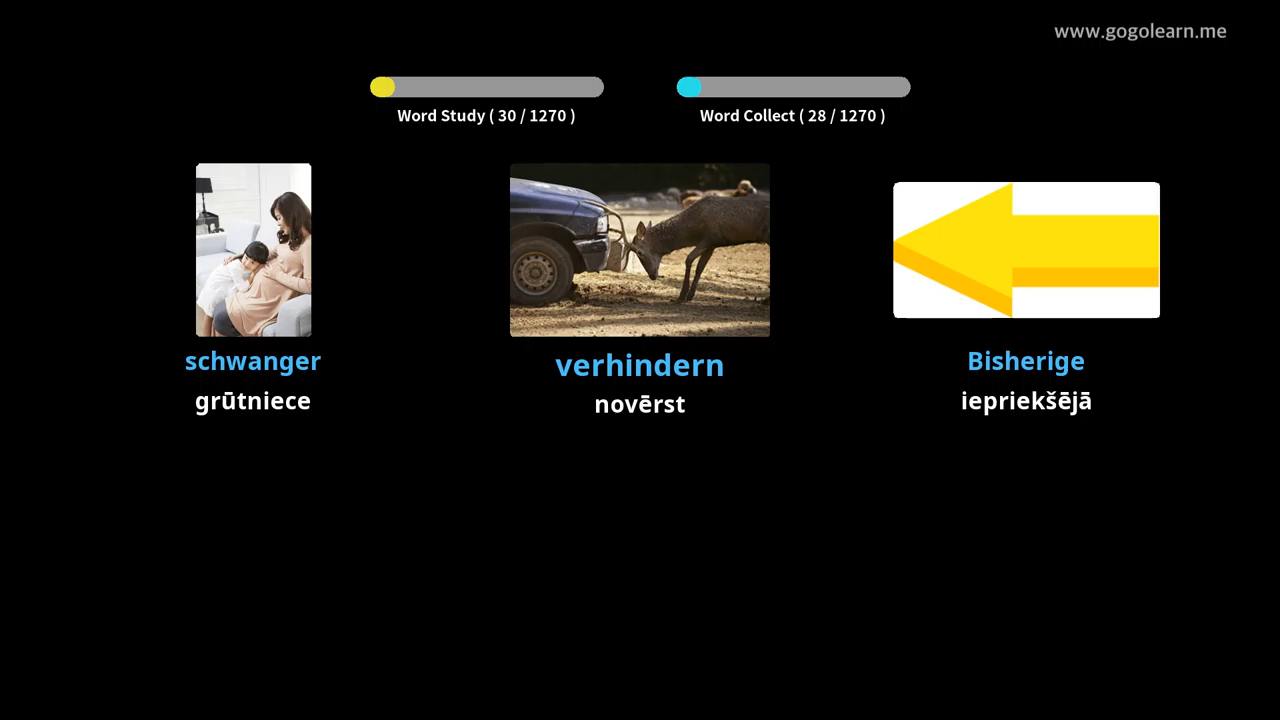 www.gogolearn.me
Word Study ( 30 / 1270 )
Word Collect ( 28 / 1270 )
schwanger
grūtniece
verhindern
novērst
Bisherige
iepriekšējā